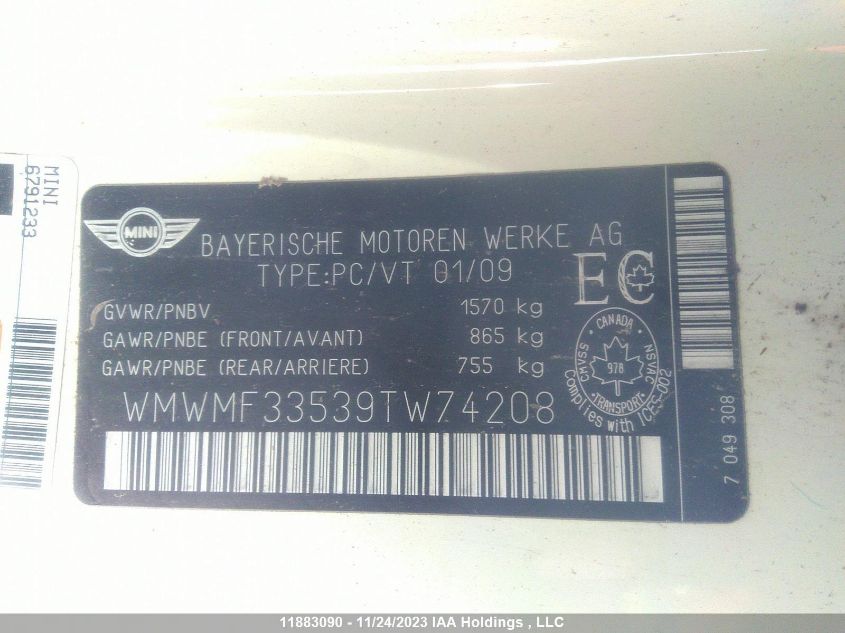 MINI
6791233
MINI
BAYERISCHE MOTOREN WERKE AG
TYPE:PC/VT 01/09
EC
GVWR/PNBV 1570 kg
GAWR/PNBE (FRONT/AVANT) 865 kg
GAWR/PNBE (REAR/ARRIERE) 755 kg
WMWMF33539TW74208
CANADA
CMVSS
NSVAC
978
TRANSPORT
Complies with ICES-002
7 049 308
11883090 - 11/24/2023 IAA Holdings , LLC